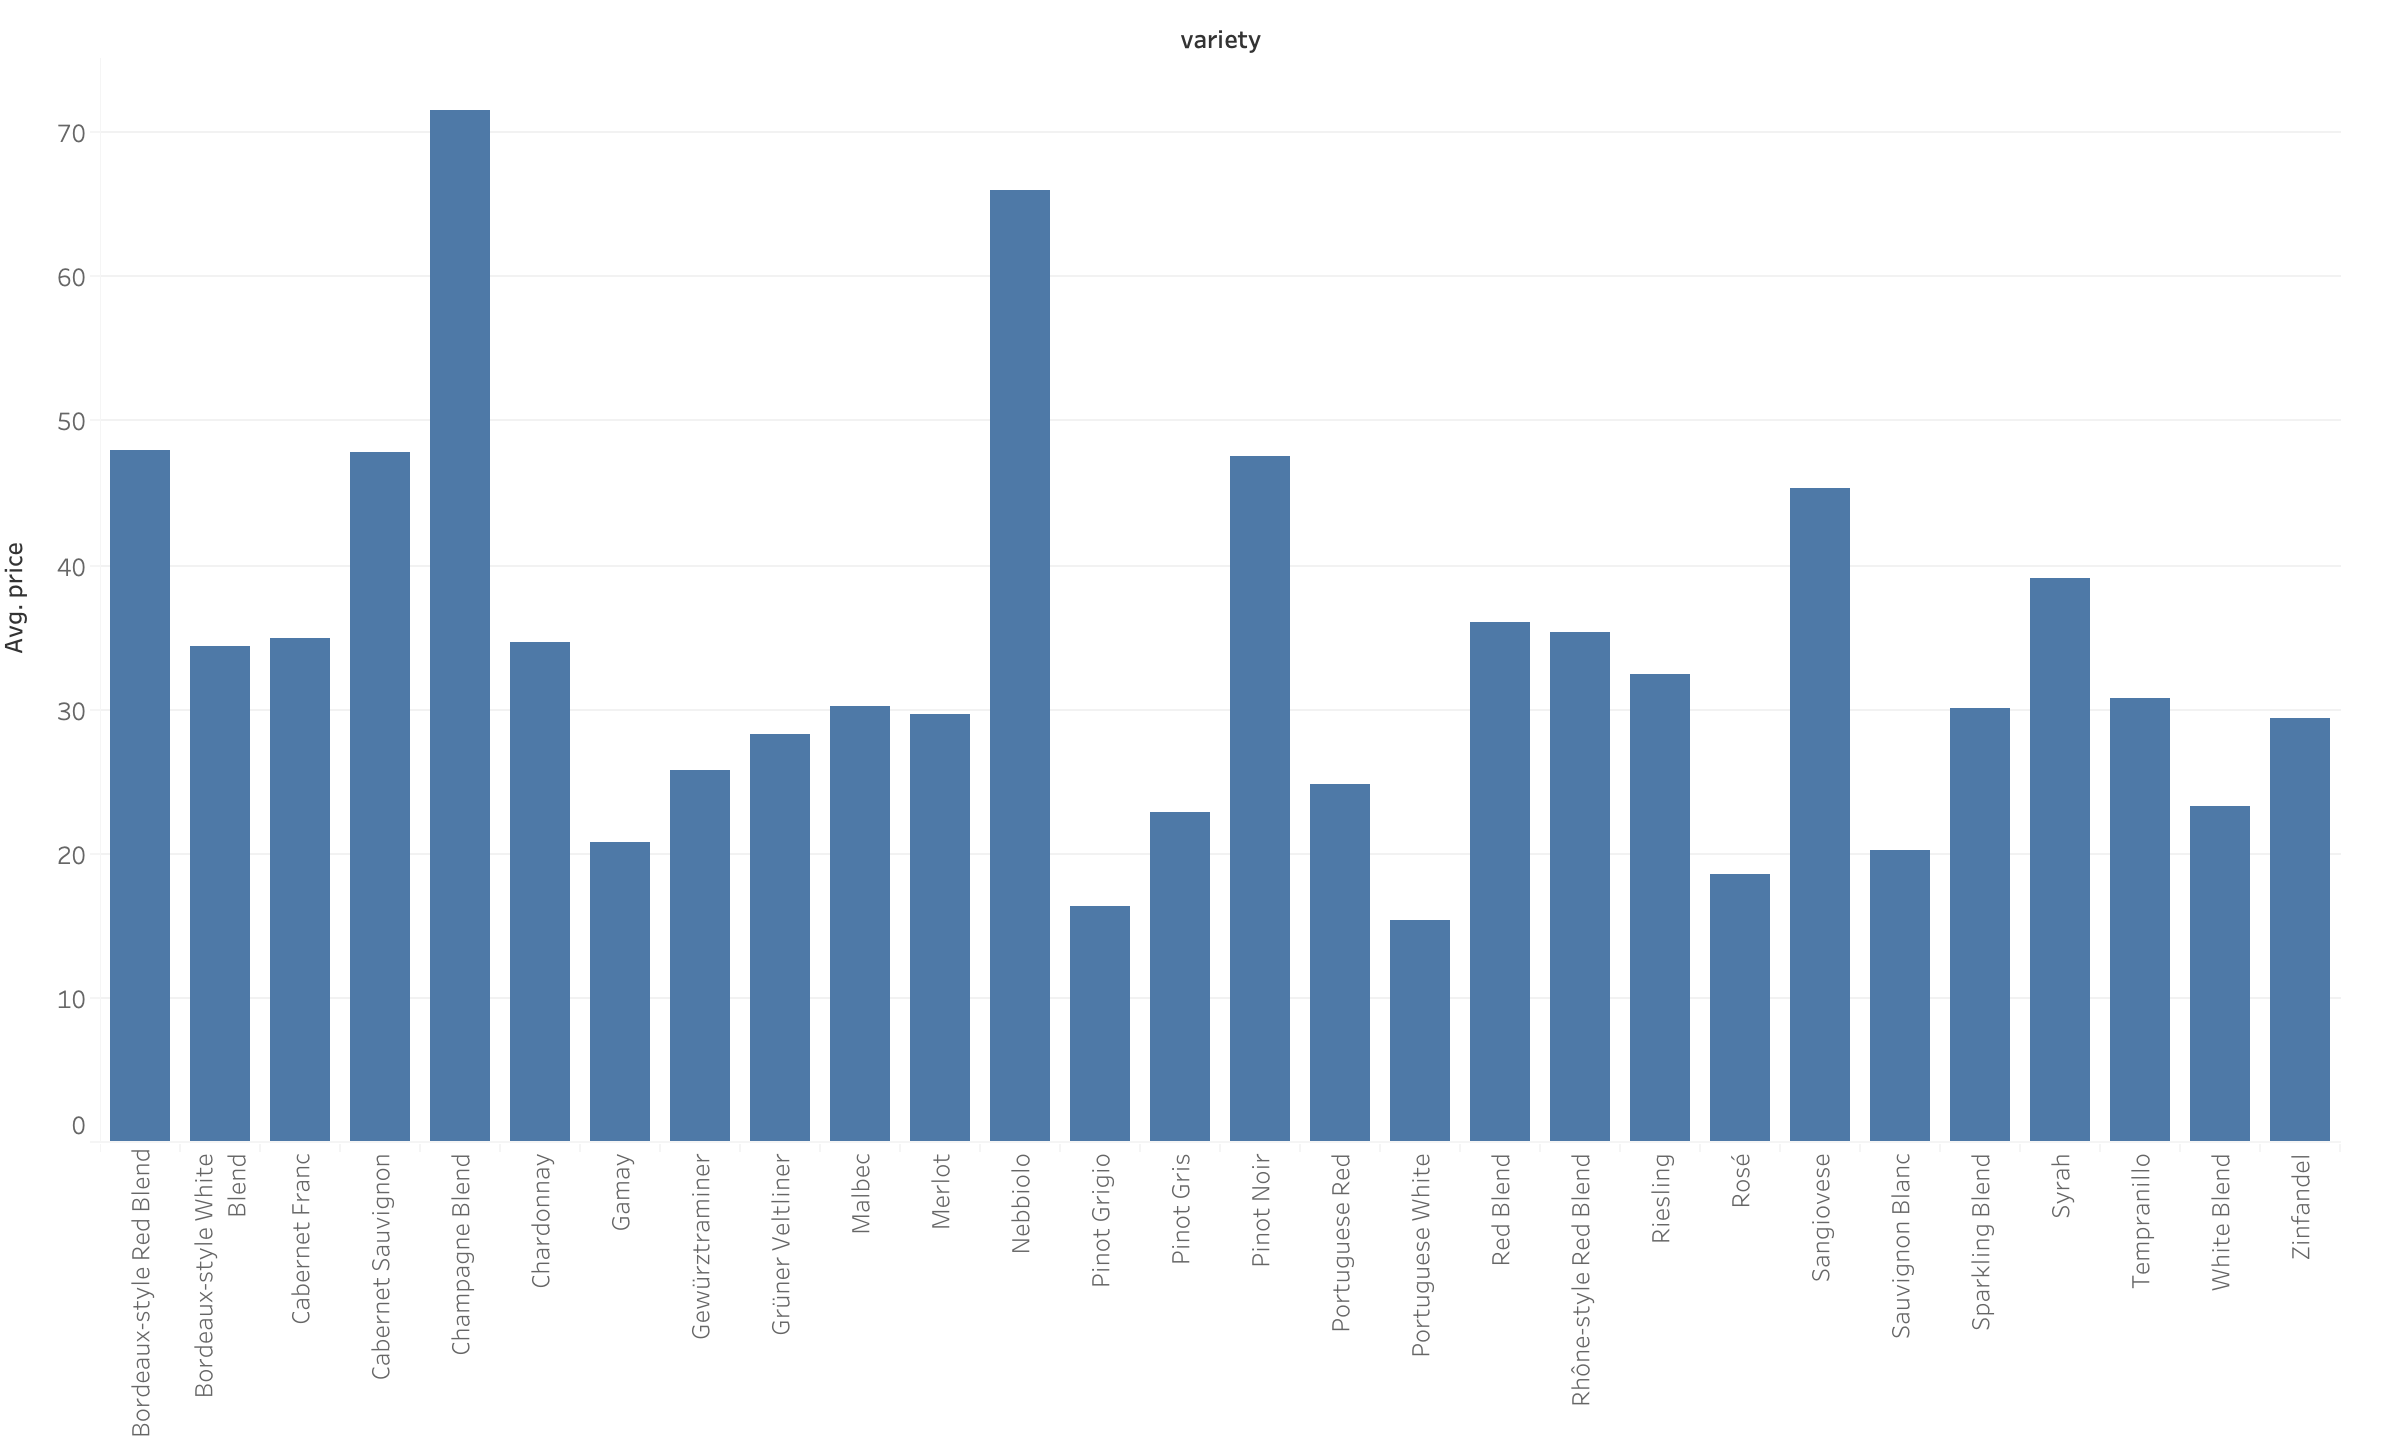 variety
Avg. price
70
60
50
40
30
20
10
0
Bordeaux-style Red Blend
Bordeaux-style White
Blend
Cabernet Franc
Cabernet Sauvignon
Champagne Blend
Chardonnay
Gamay
Gewürztraminer
Grüner Veltliner
Malbec
Merlot
Nebbiolo
Pinot Grigio
Pinot Gris
Pinot Noir
Portuguese Red
Portuguese White
Red Blend
Rhône-style Red Blend
Riesling
Rosé
Sangiovese
Sauvignon Blanc
Sparkling Blend
Syrah
Tempranillo
White Blend
Zinfandel